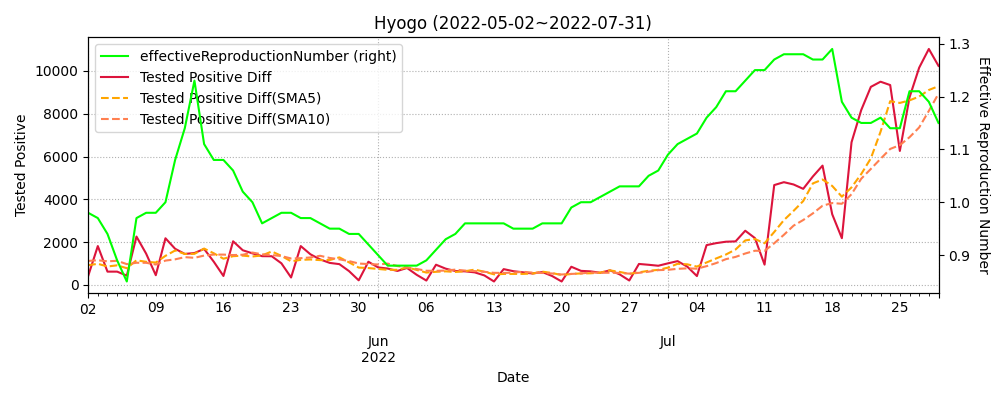 Hyogo (2022-05-02~2022-07-31)
effectiveReproductionNumber (right)
Tested Positive Diff
Tested Positive Diff(SMA5)
Tested Positive Diff(SMA10)
Tested Positive
10000
8000
6000
4000
2000
0
1.3
1.2
1.1
1.0
0.9
Effective Reproduction Number
02 09 16 23 30 06 13 20 27 04 11 18 25
Jun Jul
2022
Date